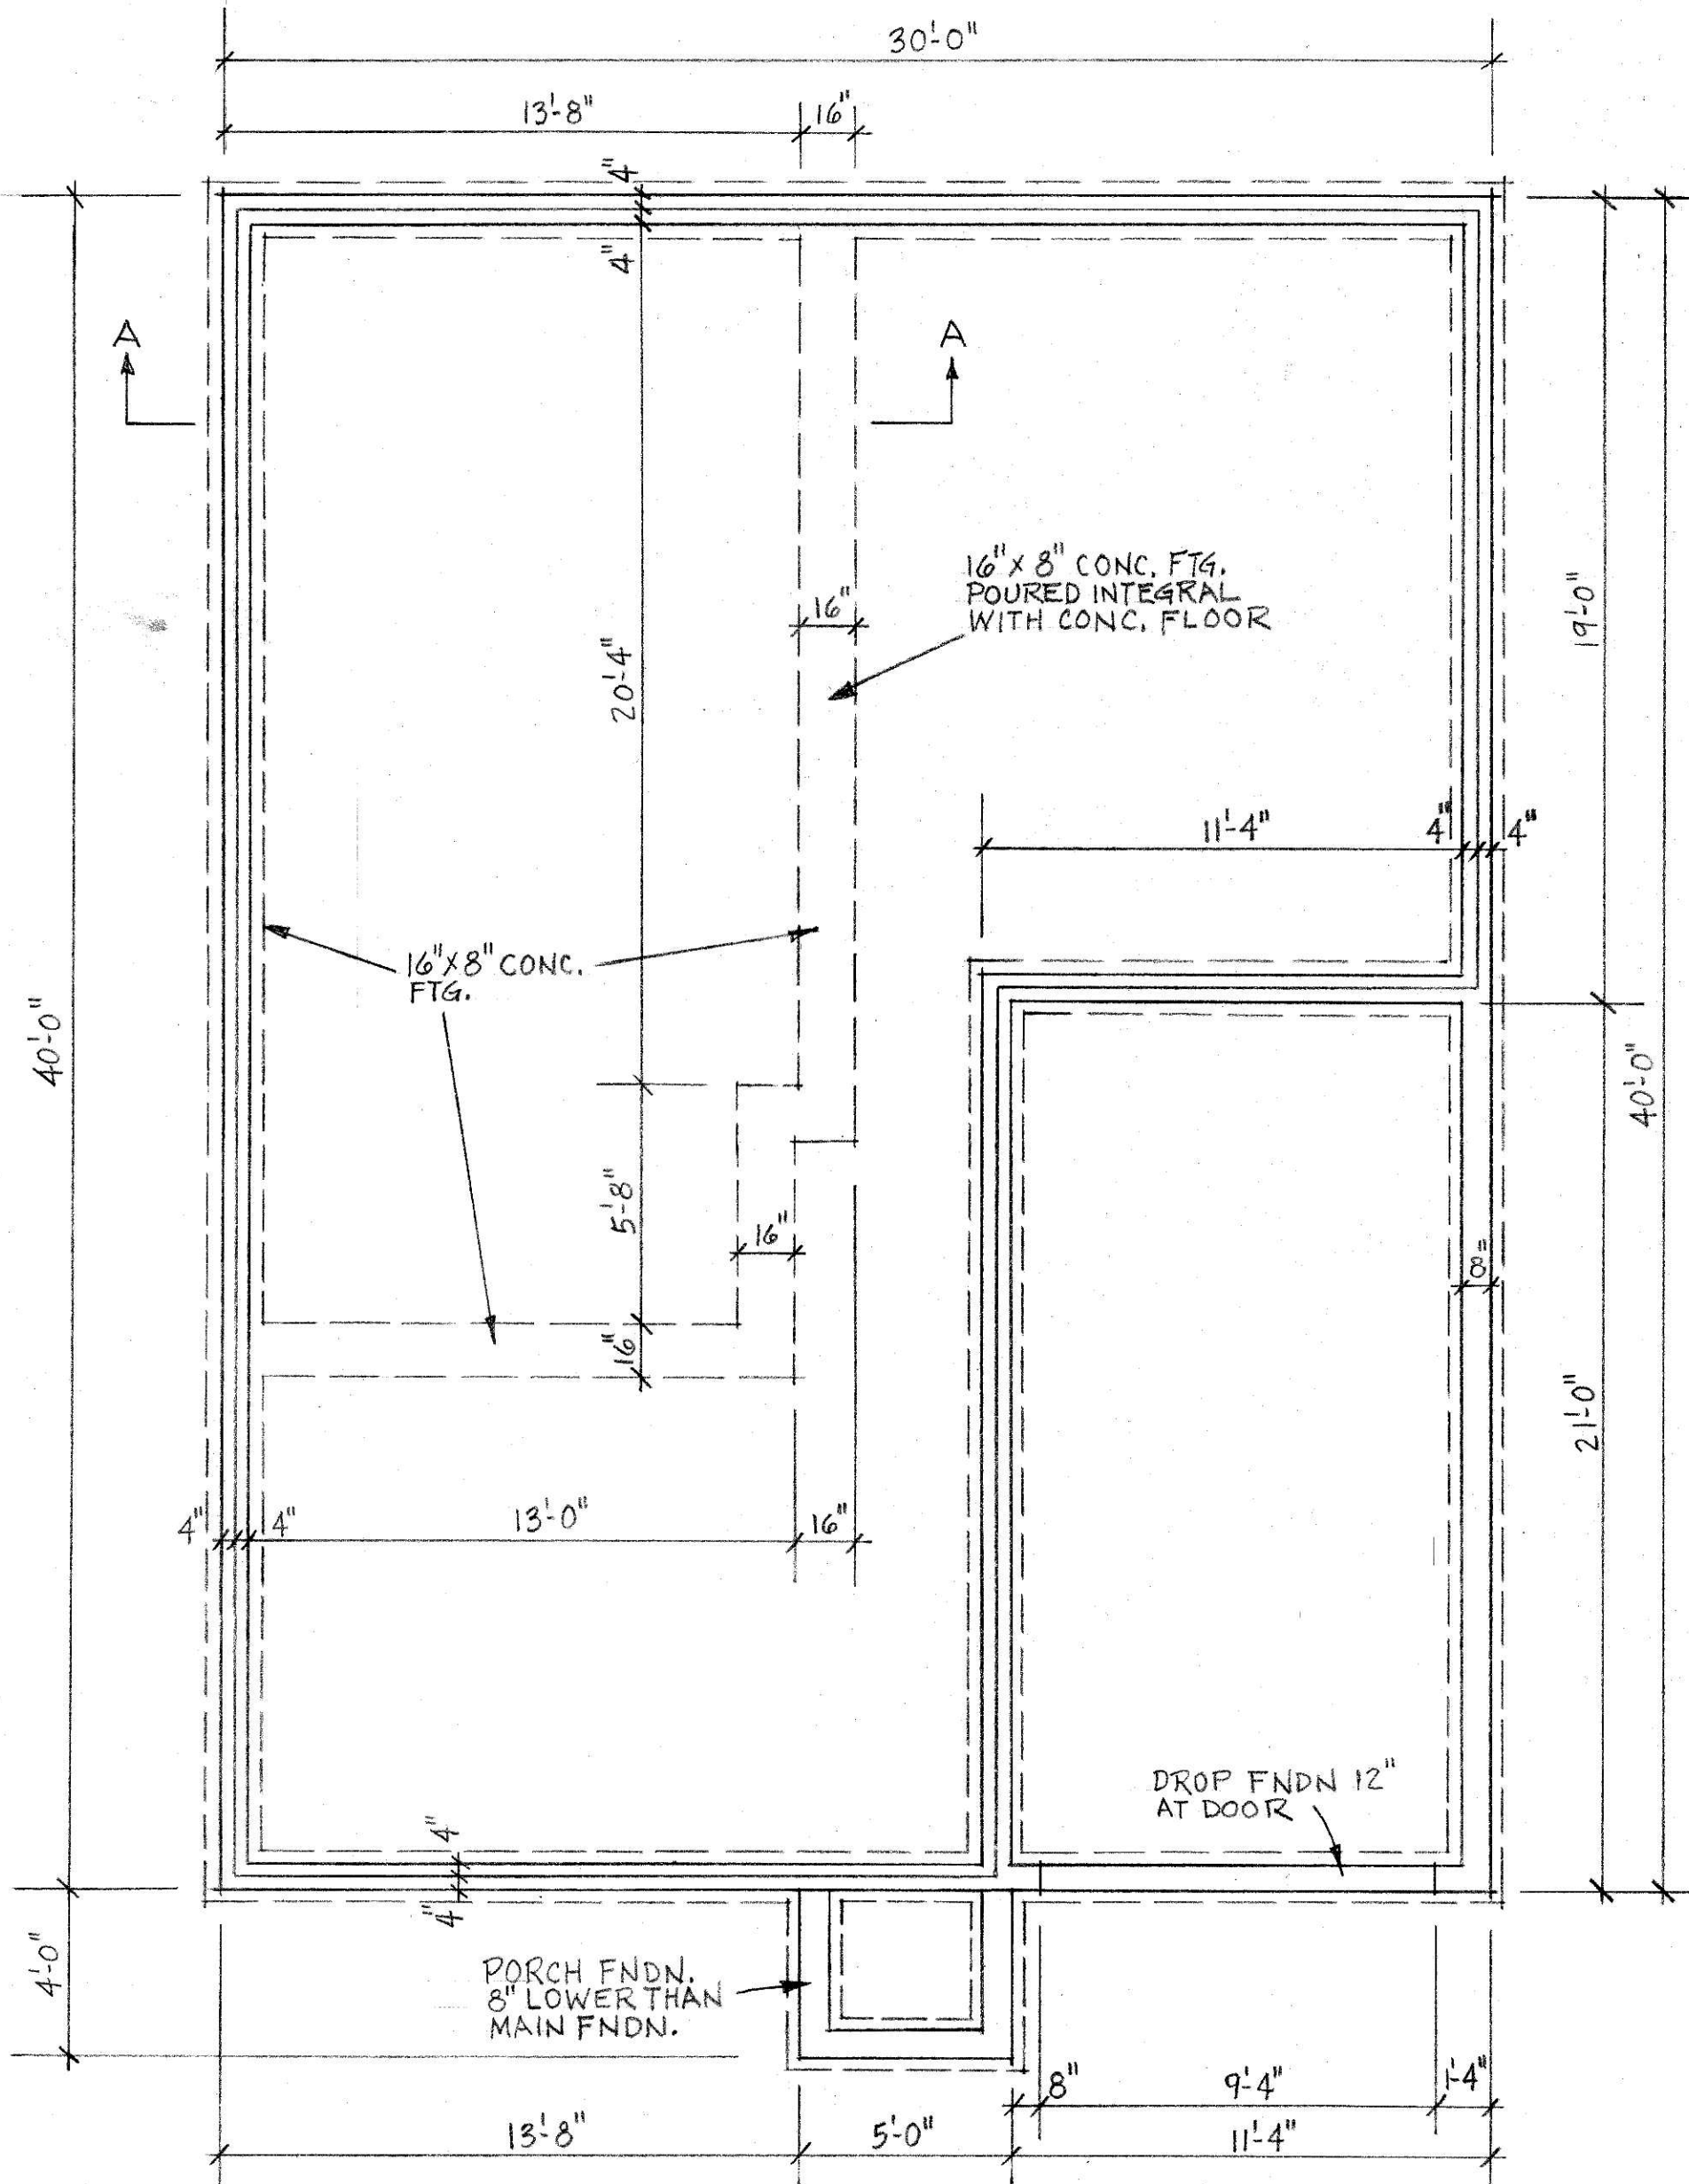 30'-0"
13'-8"
16"
4"
4"
A
A
16" X 8" CONC. FTG.
POURED INTEGRAL
WITH CONC. FLOOR
16"
19'-0"
20'-4"
11'-4"
4"
4"
16" X 8" CONC.
FTG.
40'-0"
40'-0"
5'-8"
16"
8"
16"
21'-0"
4"
4"
13'-0"
16"
DROP FNDN 12"
AT DOOR
4"
4"
4'-0"
PORCH FNDN.
8" LOWER THAN
MAIN FNDN.
8"
9'-4"
1'-4"
13'-8"
5'-0"
11'-4"